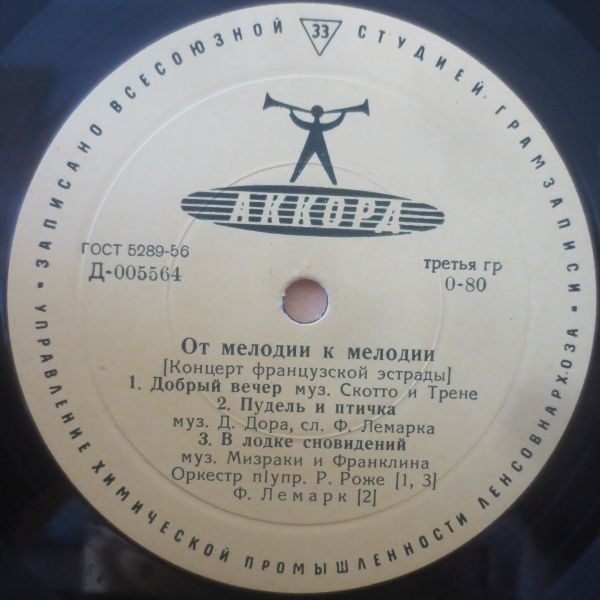 ЗАПИСАНО ВСЕСОЮЗНОЙ 33 СТУДИЕЙ ГРАМЗАПИСИ •
УПРАВЛЕНИЕ ХИМИЧЕСКОЙ ПРОМЫШЛЕННОСТИ ЛЕНСОВНАРХОЗА •
АККОРД
ГОСТ 5289-56
Д-005564
третья гр
0-80
От мелодии к мелодии
[Концерт французской эстрады]
1. Добрый вечер муз. Скотто и Трене
2. Пудель и птичка
муз. Д. Дора, сл. Ф. Лемарка
3. В лодке сновидений
муз. Мизраки и Франклина
Оркестр п/упр. Р. Роже [1, 3]
Ф. Лемарк [2]